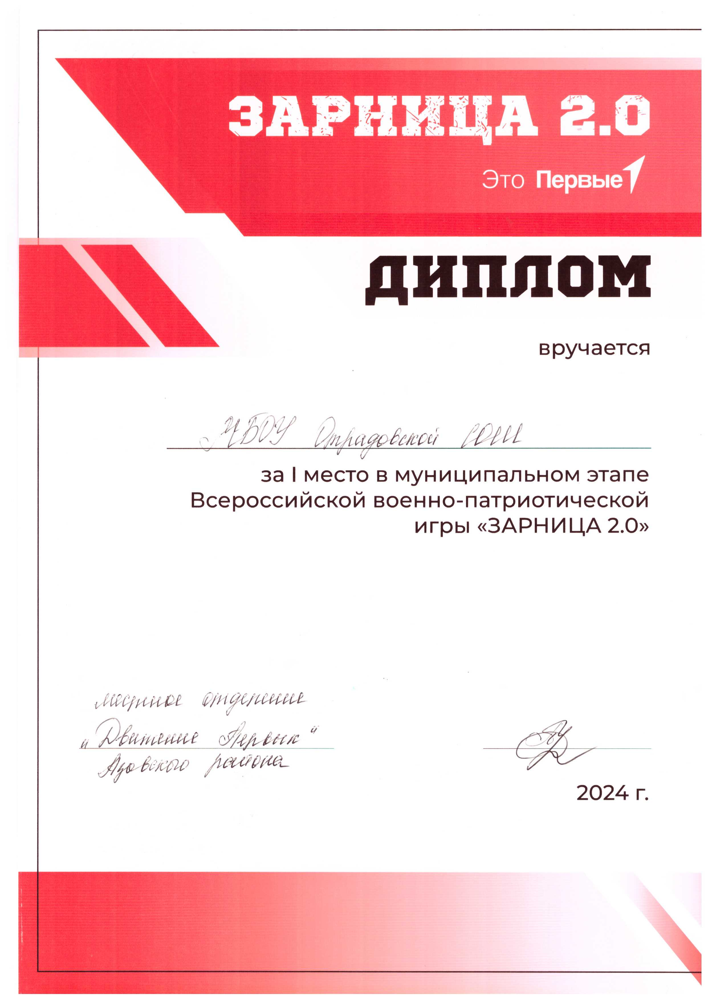 ЗАРНИЦА 2.0
Это Первые
ДИПЛОМ
вручается
МБОУ Отрадовской СОШ
за I место в муниципальном этапе
Всероссийской военно-патриотической
игры «ЗАРНИЦА 2.0»
местное отделение
"Движение Первых"
Азовского района
2024 г.